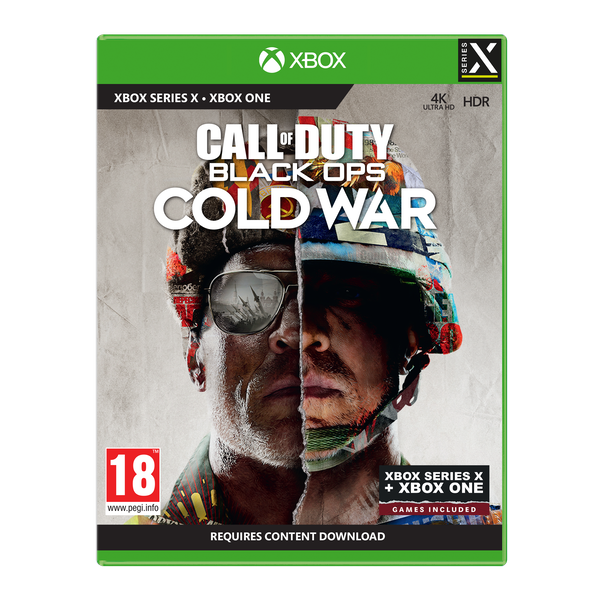 XBOX
SERIES X
XBOX SERIES X • XBOX ONE
4K
ULTRA HD
HDR
CALL OF DUTY
BLACK OPS
COLD WAR
18
www.pegi.info
XBOX SERIES X
+ XBOX ONE
GAMES INCLUDED
REQUIRES CONTENT DOWNLOAD